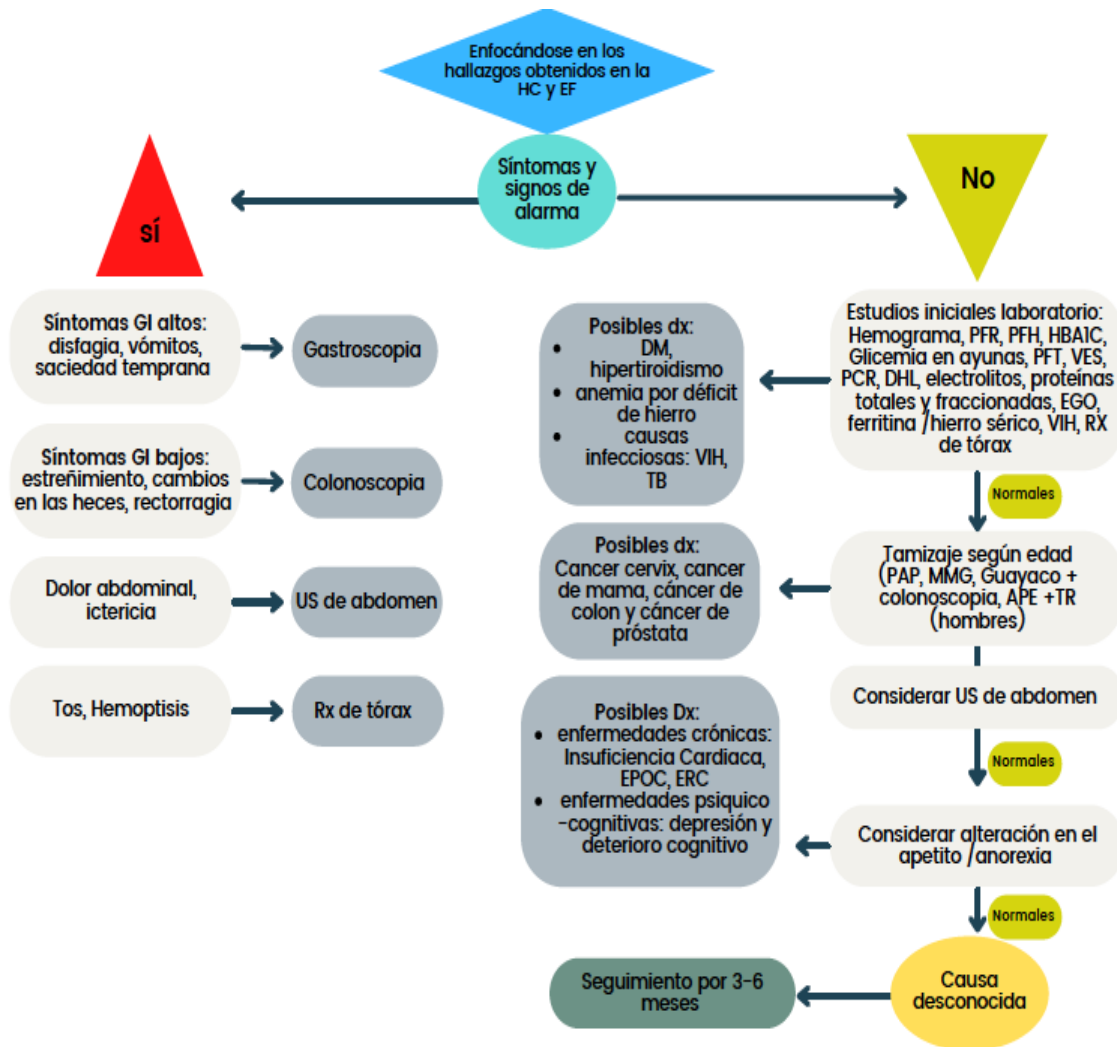 Enfocándose en los
hallazgos obtenidos en la
HC y EF
Síntomas y
signos de
alarma
sí
No
Síntomas GI altos:
disfagia, vómitos,
saciedad temprana
Gastroscopia
Síntomas GI bajos:
estreñimiento, cambios
en las heces, rectorragia
Colonoscopia
Dolor abdominal,
ictericia
US de abdomen
Tos, Hemoptisis
Rx de tórax
Estudios iniciales laboratorio:
Hemograma, PFR, PFH, HBA1C,
Glicemia en ayunas, PFT, VES,
PCR, DHL, electrolitos, proteínas
totales y fraccionadas, EGO,
ferritina /hierro sérico, VIH, RX
de tórax
Posibles dx:
• DM,
hipertiroidismo
• anemia por déficit
de hierro
• causas
infecciosas: VIH,
TB
Normales
Tamizaje según edad
(PAP, MMG, Guayaco +
colonoscopia, APE +TR
(hombres)
Posibles dx:
Cancer cervix, cancer
de mama, cáncer de
colon y cáncer de
próstata
Considerar US de abdomen
Normales
Considerar alteración en el
apetito /anorexia
Posibles Dx:
• enfermedades crónicas:
Insuficiencia Cardiaca,
EPOC, ERC
• enfermedades psiquico
-cognitivas: depresión y
deterioro cognitivo
Normales
Causa
desconocida
Seguimiento por 3-6
meses